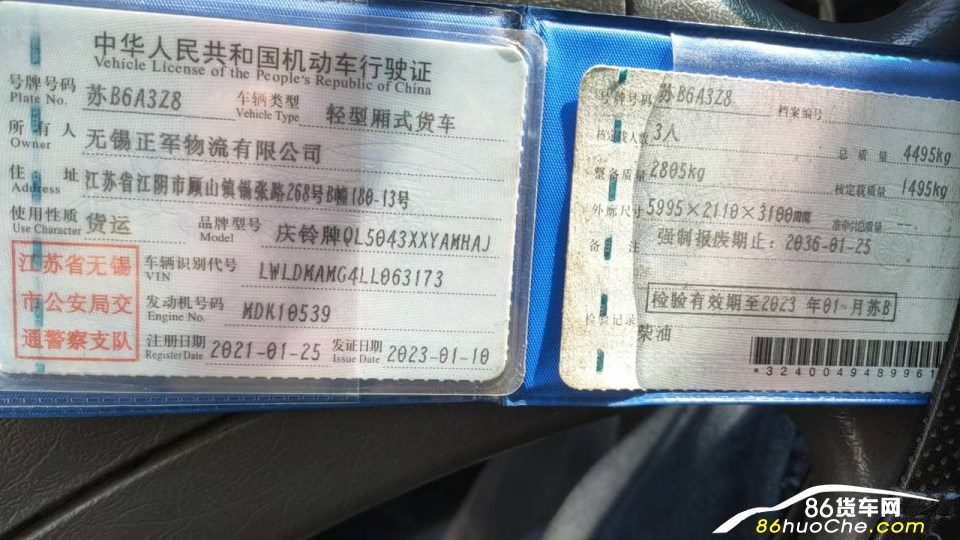 中华人民共和国机动车行驶证
Vehicle License of the People's Republic of China
号牌号码 苏B6A3Z8 车辆类型 轻型厢式货车
Plate No. Vehicle Type
所有人 无锡正军物流有限公司
Owner
住址 江苏省江阴市顾山镇锡张路268号B幢180-13号
Address
使用性质 货运 品牌型号 庆铃牌QL5043XXYAMHAJ
Use Character Model
江苏省无锡
市公安局交
通警察支队
车辆识别代号 LWLDMAMG4LL063173
VIN
发动机号码 MDK10539
Engine No.
注册日期 2021-01-25 发证日期 2023-01-10
Register Date Issue Date
号牌号码 苏B6A3Z8 档案编号
核定载人数 3人 总质量 4495kg
整备质量 2805kg 核定载质量 1495kg
外廓尺寸 5995×2110×3100 准牵引总质量 --
备注 强制报废期止：2036-01-25
检验有效期至2023 年01 月苏B
检验记录
柴油
*3240049489961
86货车网
86huoChe.com